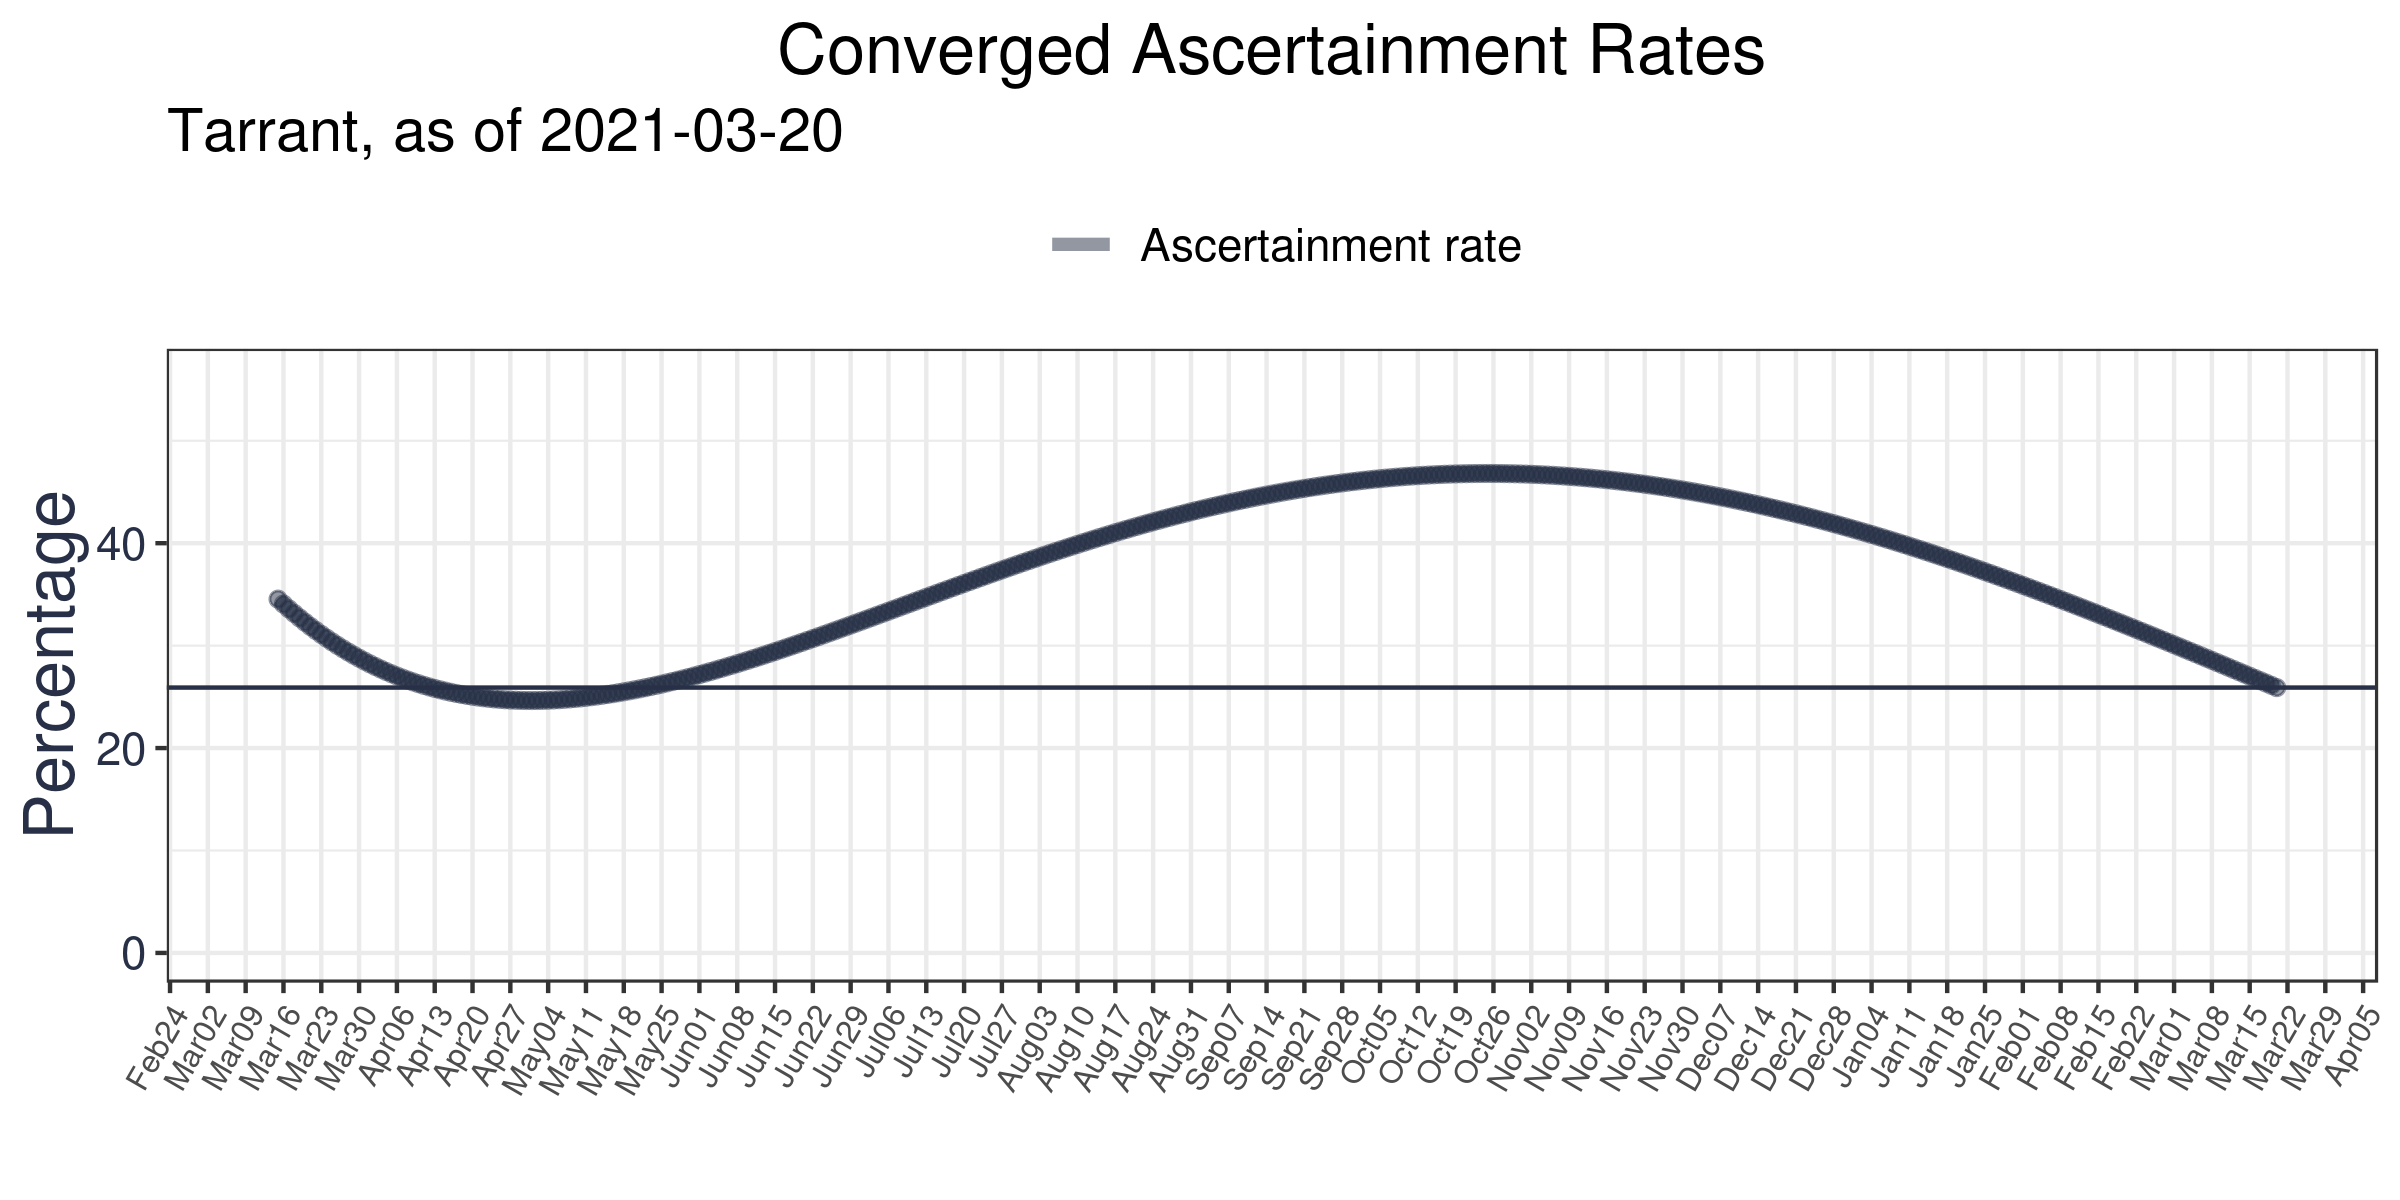 Converged Ascertainment Rates
Tarrant, as of 2021-03-20
Ascertainment rate
Percentage
40
20
0
Feb24
Mar02
Mar09
Mar16
Mar23
Mar30
Apr06
Apr13
Apr20
Apr27
May04
May11
May18
May25
Jun01
Jun08
Jun15
Jun22
Jun29
Jul06
Jul13
Jul20
Jul27
Aug03
Aug10
Aug17
Aug24
Aug31
Sep07
Sep14
Sep21
Sep28
Oct05
Oct12
Oct19
Oct26
Nov02
Nov09
Nov16
Nov23
Nov30
Dec07
Dec14
Dec21
Dec28
Jan04
Jan11
Jan18
Jan25
Feb01
Feb08
Feb15
Feb22
Mar01
Mar08
Mar15
Mar22
Mar29
Apr05